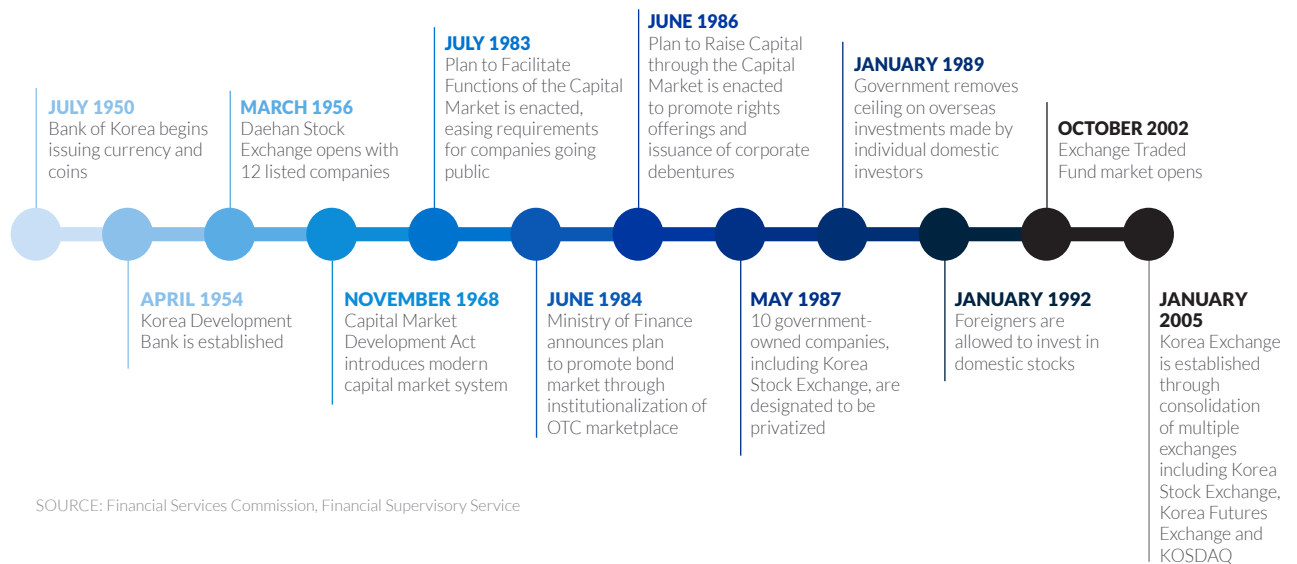 JULY 1950
Bank of Korea begins
issuing currency and
coins
APRIL 1954
Korea Development
Bank is established
MARCH 1956
Daehan Stock
Exchange opens with
12 listed companies
NOVEMBER 1968
Capital Market
Development Act
introduces modern
capital market system
JULY 1983
Plan to Facilitate
Functions of the Capital
Market is enacted,
easing requirements
for companies going
public
JUNE 1984
Ministry of Finance
announces plan
to promote bond
market through
institutionalization of
OTC marketplace
JUNE 1986
Plan to Raise Capital
through the Capital
Market is enacted
to promote rights
offerings and
issuance of corporate
debentures
MAY 1987
10 government-
owned companies,
including Korea
Stock Exchange, are
designated to be
privatized
JANUARY 1989
Government removes
ceiling on overseas
investments made by
individual domestic
investors
JANUARY 1992
Foreigners are
allowed to invest in
domestic stocks
OCTOBER 2002
Exchange Traded
Fund market opens
JANUARY
2005
Korea Exchange
is established
through
consolidation
of multiple
exchanges
including Korea
Stock Exchange,
Korea Futures
Exchange and
KOSDAQ
SOURCE: Financial Services Commission, Financial Supervisory Service